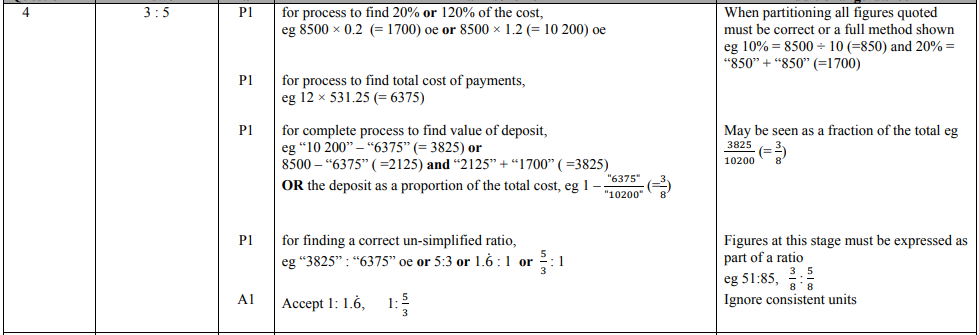 4 3 : 5 P1 for process to find 20% or 120% of the cost, When partitioning all figures quoted
eg 8500 × 0.2 (= 1700) oe or 8500 × 1.2 (= 10 200) oe must be correct or a full method shown
eg 10% = 8500 ÷ 10 (=850) and 20% =
“850” + “850” (=1700)
P1 for process to find total cost of payments,
eg 12 × 531.25 (= 6375)
P1 for complete process to find value of deposit, May be seen as a fraction of the total eg
eg “10 200” – “6375” (= 3825) or 3825/10200 (=3/8)
8500 – “6375” ( =2125) and “2125” + “1700” ( =3825)
OR the deposit as a proportion of the total cost, eg 1 – "6375"/"10200" (=3/8)
P1 for finding a correct un-simplified ratio, Figures at this stage must be expressed as
eg “3825” : “6375” oe or 5:3 or 1.6̇ : 1 or 5/3 : 1 part of a ratio
eg 51:85, 3/8 : 5/8
A1 Accept 1: 1.6̇, 1: 5/3 Ignore consistent units